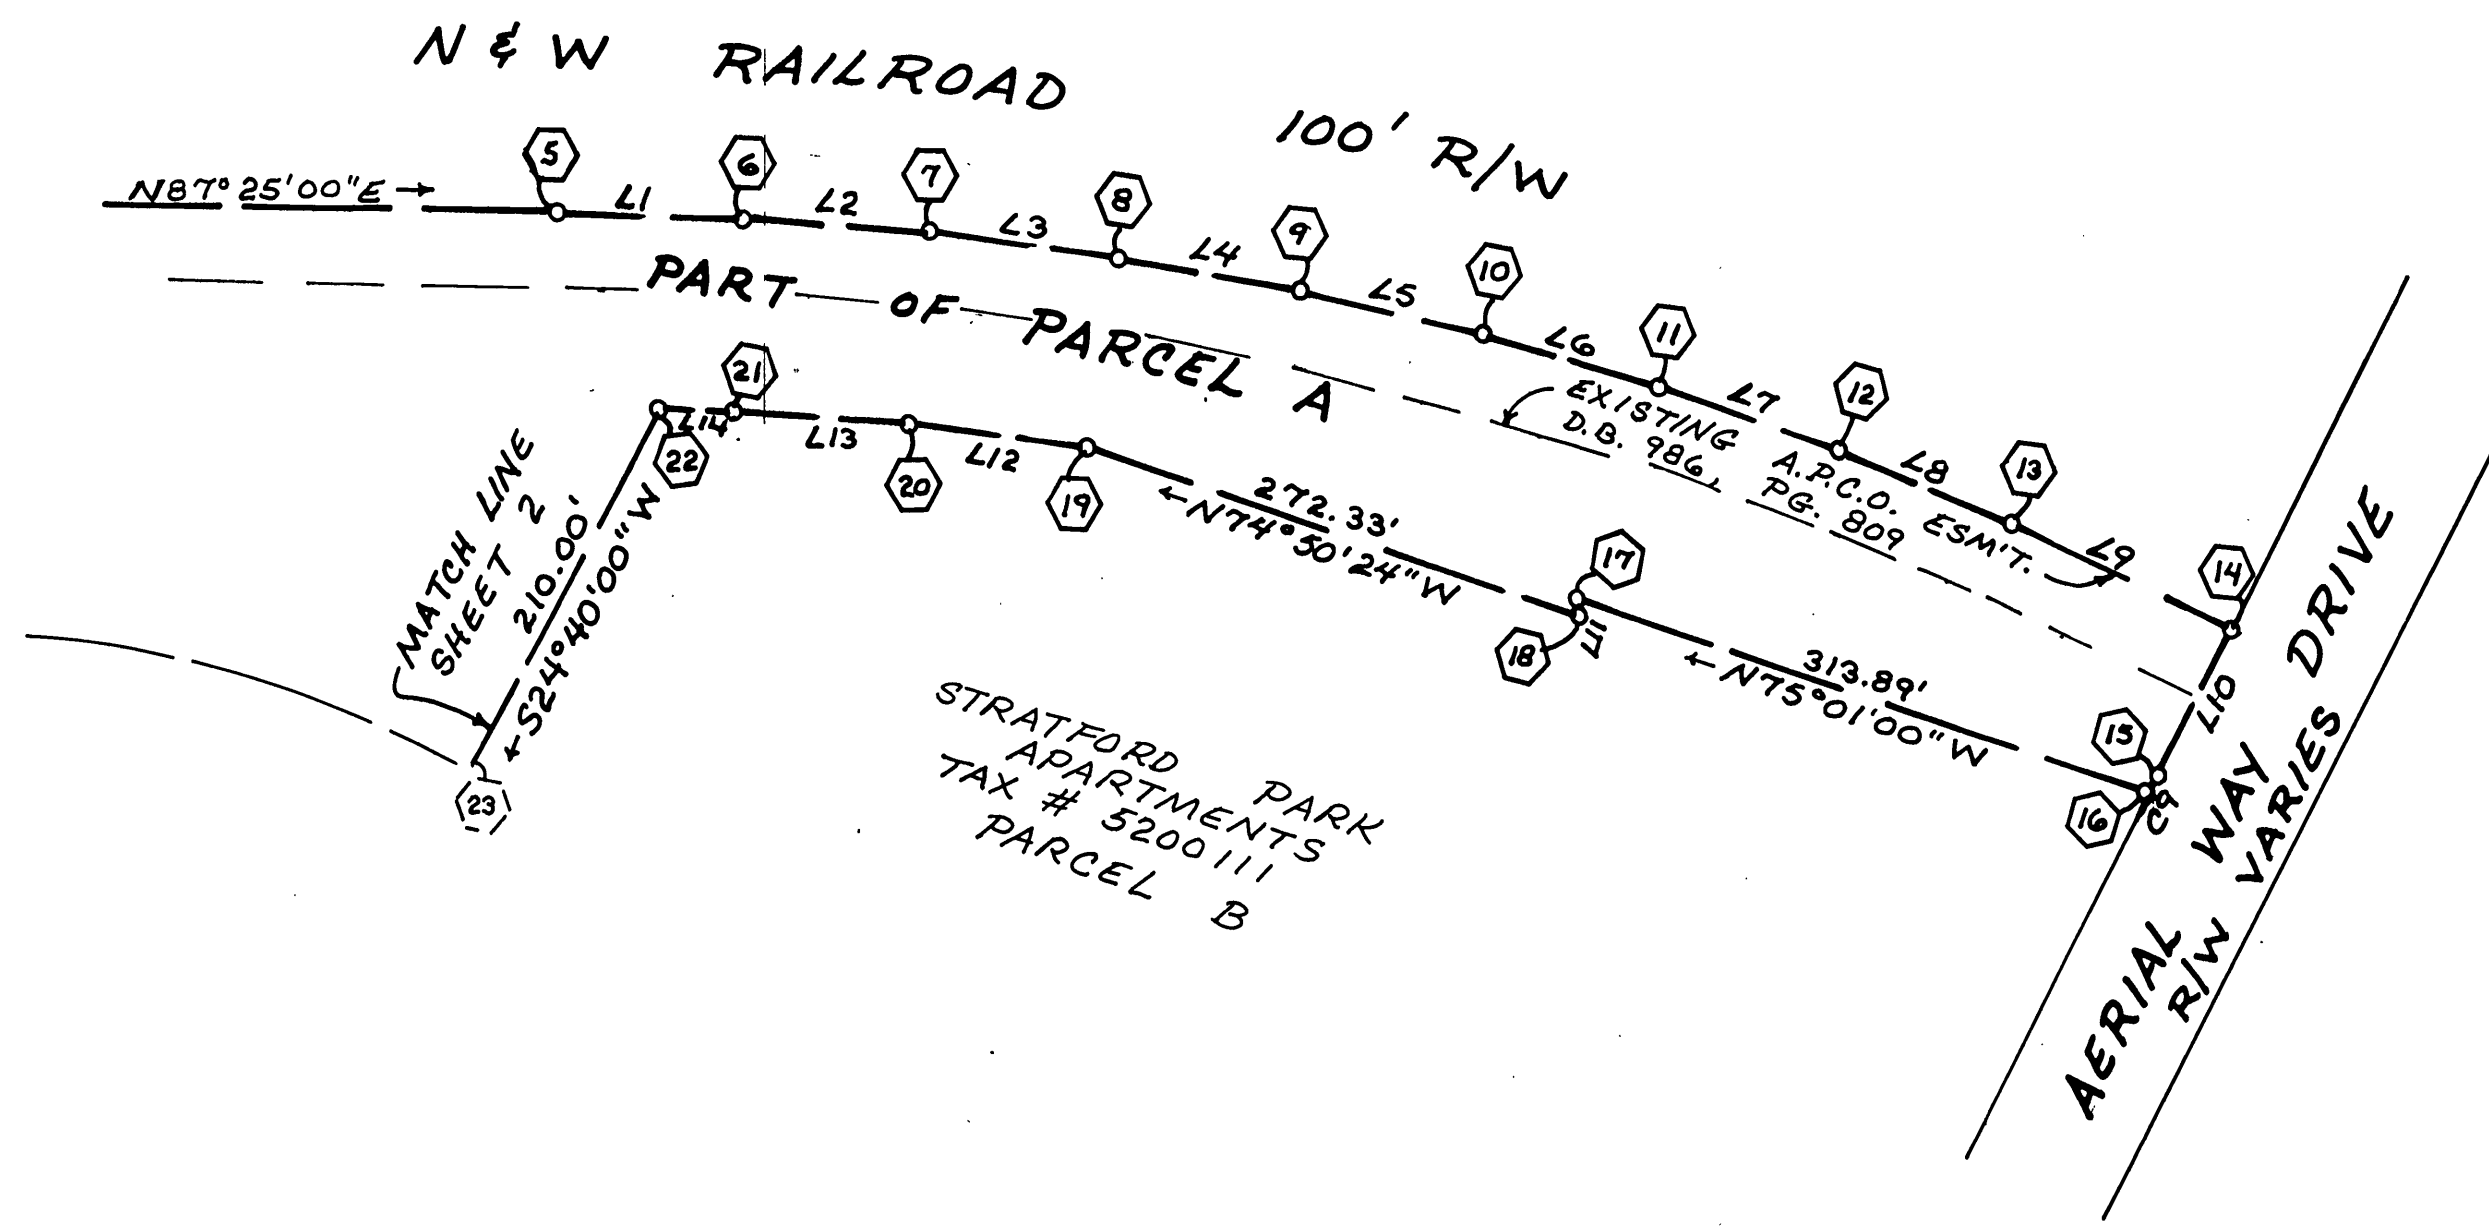 N & W RAILROAD 100' R/W
N87°25'00"E
5
L1
6
L2
7
L3
8
L4
9
L5
10
L6
11
L7
12
L8
13
L9
14
PART OF PARCEL A
EXISTING A.P.C.O. ESM'T.
D.B. 986, PG. 809
21
L14
22
L13
20
L12
19
272.33'
N74°50'24"W
17
18
L11
313.89'
N75°01'00"W
15
16
L10
C9
MATCH LINE
SHEET 2
210.00'
S24°40'00"W
23
STRATFORD PARK
APARTMENTS
TAX # 5200111
PARCEL B
AERIAL WAY DRIVE
R/W VARIES